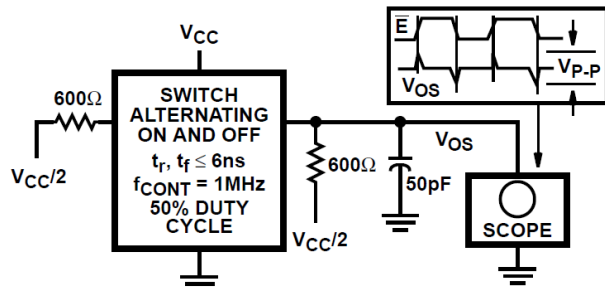 E
V_OS
V_P-P
V_CC
600Ω
V_CC/2
SWITCH
ALTERNATING
ON AND OFF
t_r, t_f ≤ 6ns
f_CONT = 1MHz
50% DUTY
CYCLE
600Ω
V_CC/2
50pF
V_OS
SCOPE